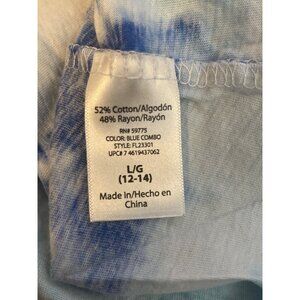 52% Cotton/Algodón
48% Rayon/Rayón
RN# 59775
COLOR: BLUE COMBO
STYLE: FL23301
UPC# 7 4619437062
L/G
(12-14)
Made In/Hecho en
China